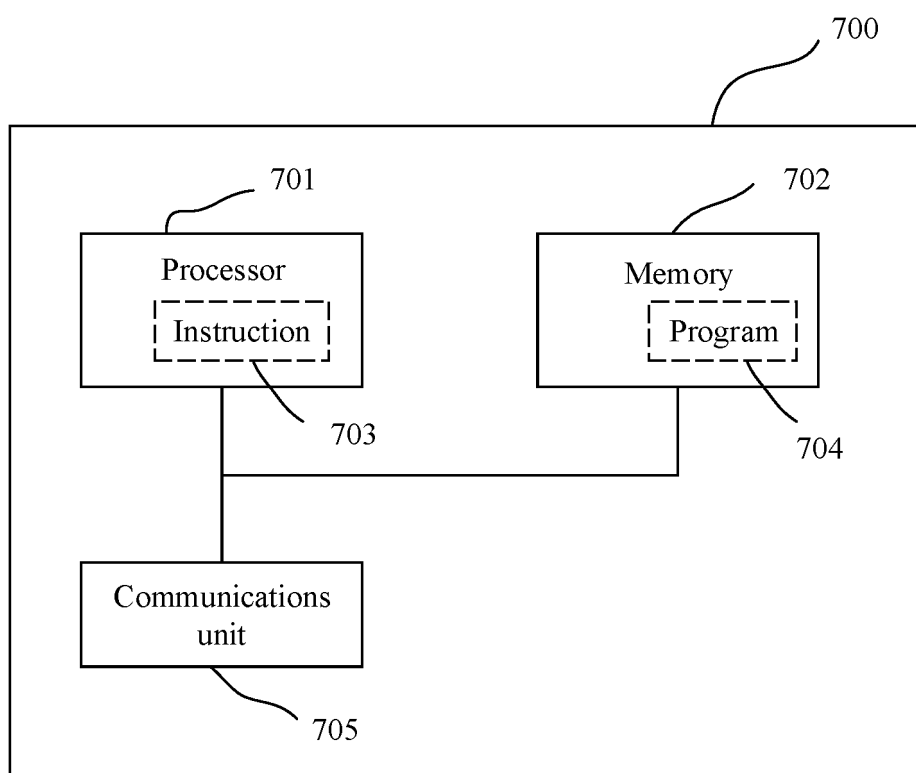 700
701
702
Processor
Memory
Instruction
Program
703
704
Communications
unit
705